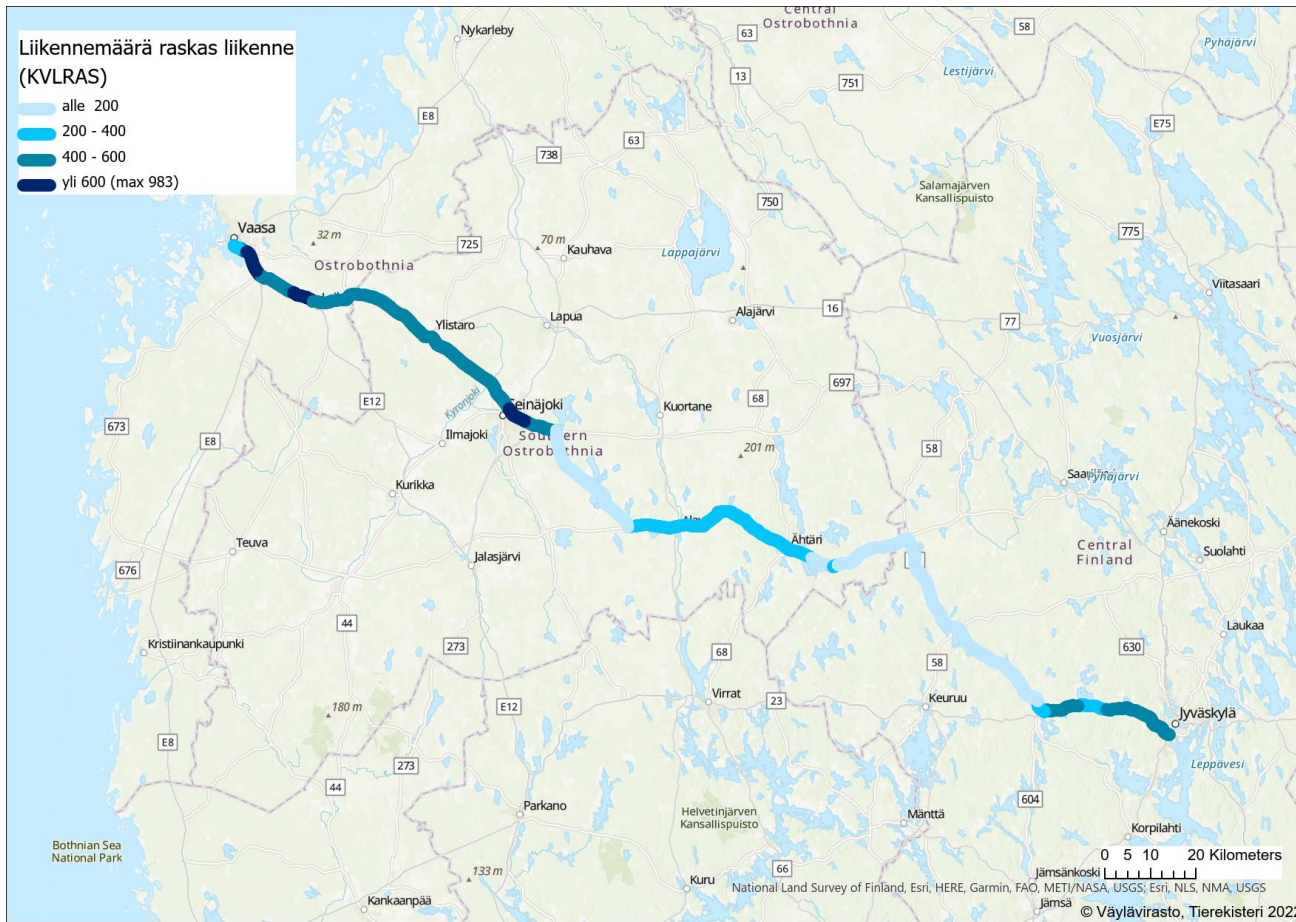 Liikennemäärä raskas liikenne
(KVLRAS)
alle 200
200 - 400
400 - 600
yli 600 (max 983)
Central
Ostrobothnia
Nykarleby
63
58
Pyhäjärvi
13
751
Lestijärvi
E8
E75
63
738
Salamajärven
Kansallispuisto
750
Vaasa
32 m
725
70 m
Kauhava
Lappajärvi
775
Ostrobothnia
Viitasaari
Ylistaro
Lapua
Alajärvi
16
77
Vuosjärvi
697
E12
Kyrönjoki
Seinäjoki
Kuortane
68
673
E8
Ilmajoki
Southern
Ostrobothnia
201 m
58
Pyhäjärvi
Kurikka
Äänekoski
Ähtäri
Central
Finland
Suolahti
Teuva
Jalasjärvi
676
44
273
Laukaa
Kristiinankaupunki
68
630
58
Keuruu
Virrat
23
180 m
E12
Jyväskylä
E8
273
Leppävesi
44
Parkano
Helvetinjärven
Kansallispuisto
604
Mänttä
Korpilahti
Bothnian Sea
National Park
133 m
66
0 5 10 20 Kilometers
Jämsänkoski
Kuru
National Land Survey of Finland, Esri, HERE, Garmin, FAO, METI/NASA, USGS; Esri, NLS, NMA, USGS
Kankaanpää
Jämsä
© Väylävirasto, Tierekisteri 2022